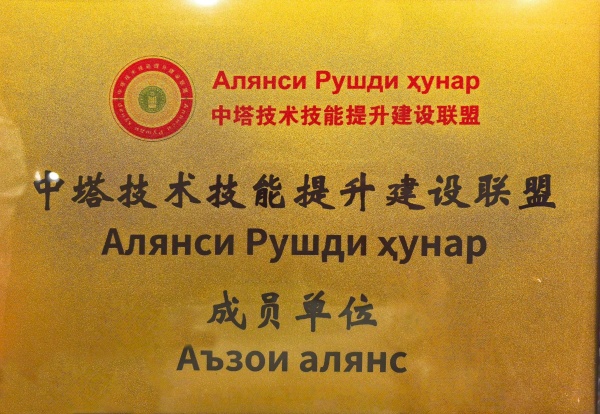 Алянси Рушди ҳунар
中塔技术技能提升建设联盟
中塔技术技能提升建设联盟
Алянси Рушди ҳунар
成员单位
Аъзои алянс